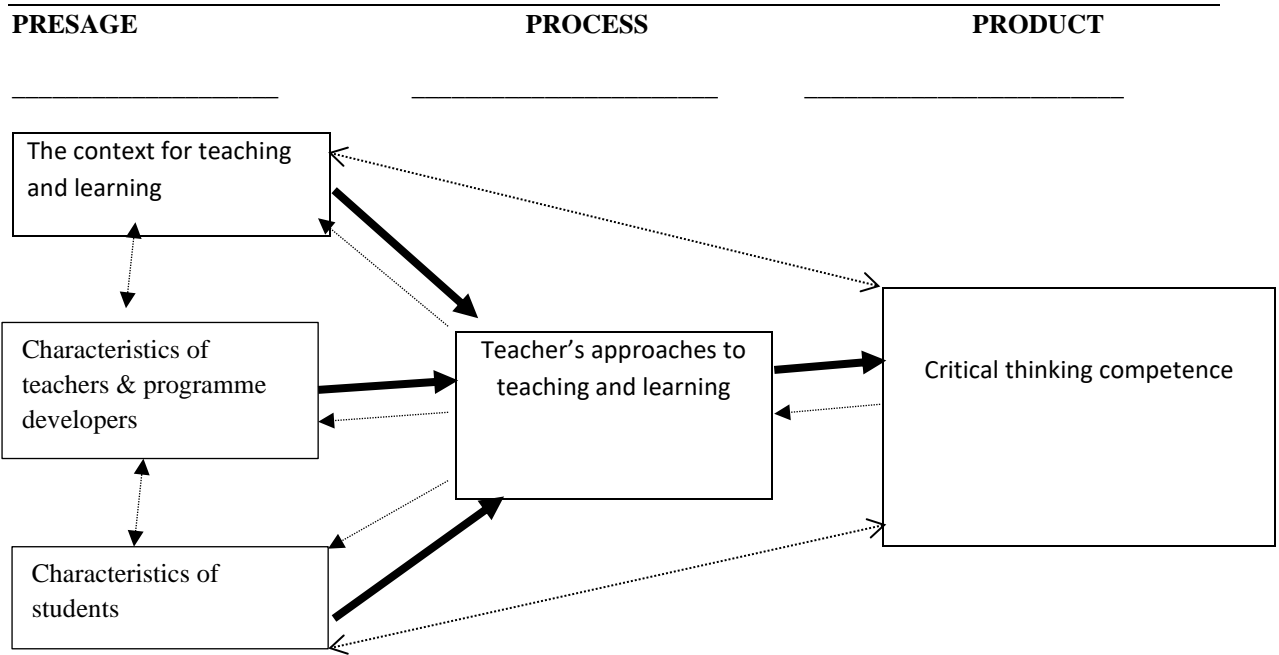 PRESAGE PROCESS PRODUCT
The context for teaching
and learning
Characteristics of
teachers & programme
developers
Characteristics of
students
Teacher’s approaches to
teaching and learning
Critical thinking competence